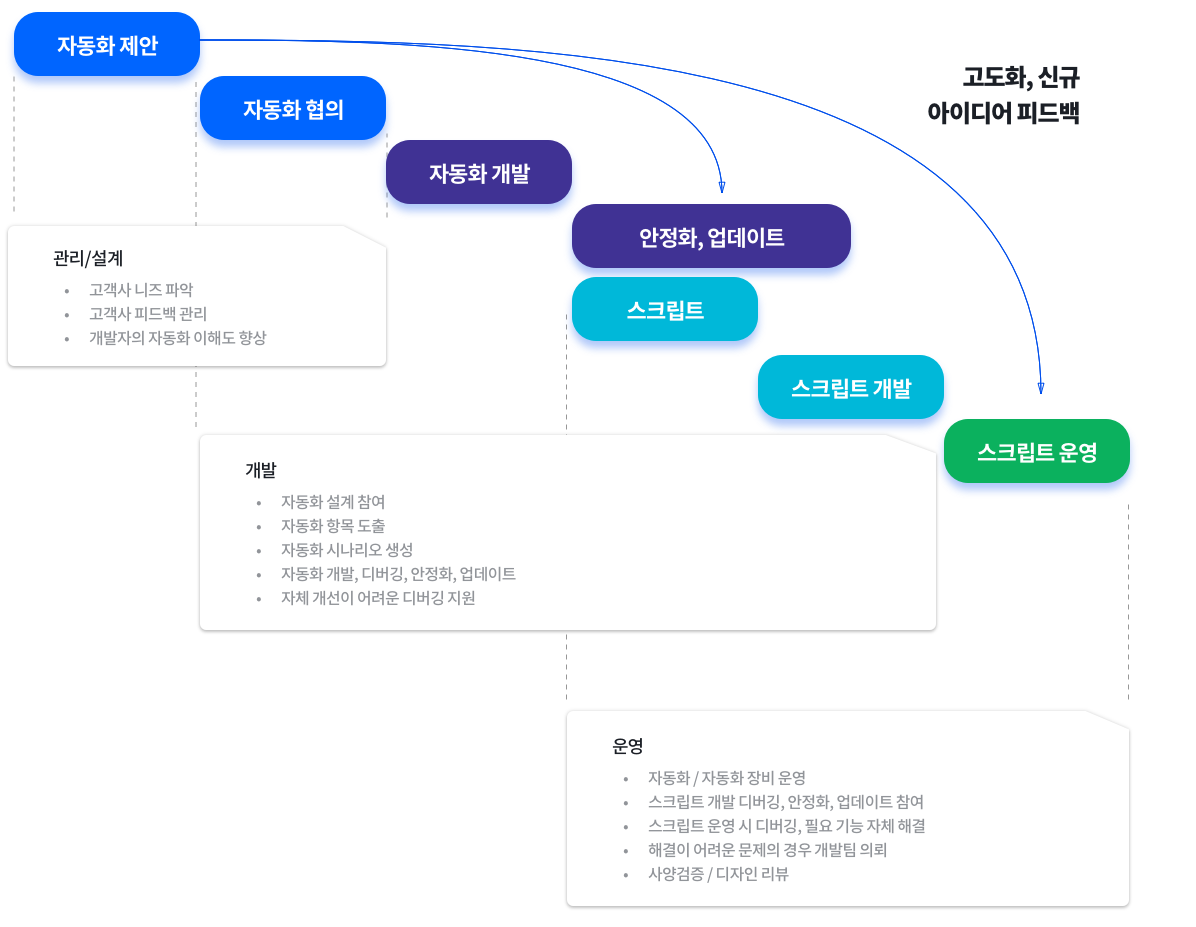 자동화 제안
고도화, 신규
아이디어 피드백
자동화 협의
자동화 개발
안정화, 업데이트
관리/설계
• 고객사 니즈 파악
• 고객사 피드백 관리
• 개발자의 자동화 이해도 향상
스크립트
스크립트 개발
스크립트 운영
개발
• 자동화 설계 참여
• 자동화 항목 도출
• 자동화 시나리오 생성
• 자동화 개발, 디버깅, 안정화, 업데이트
• 자체 개선이 어려운 디버깅 지원
운영
• 자동화 / 자동화 장비 운영
• 스크립트 개발 디버깅, 안정화, 업데이트 참여
• 스크립트 운영 시 디버깅, 필요 기능 자체 해결
• 해결이 어려운 문제의 경우 개발팀 의뢰
• 사양검증 / 디자인 리뷰